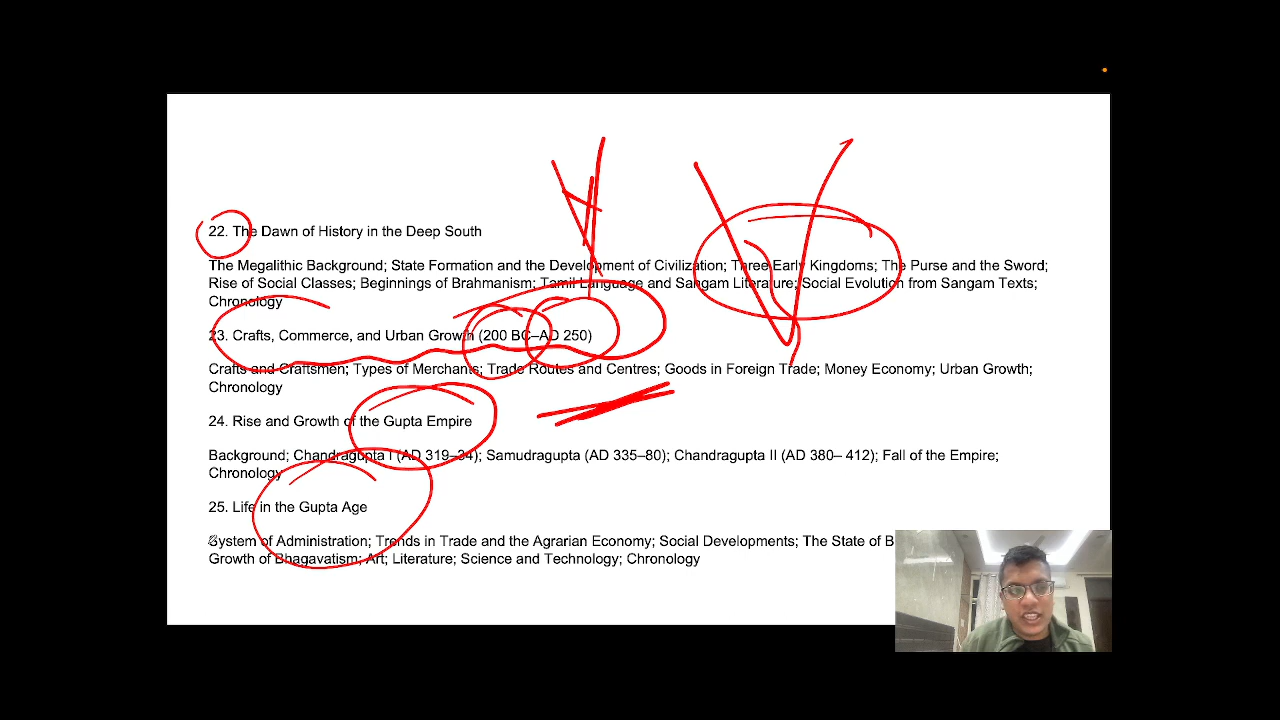 22. The Dawn of History in the Deep South
The Megalithic Background; State Formation and the Development of Civilization; Three Early Kingdoms; The Purse and the Sword;
Rise of Social Classes; Beginnings of Brahmanism; Tamil Language and Sangam Literature; Social Evolution from Sangam Texts;
Chronology
23. Crafts, Commerce, and Urban Growth (200 BC–AD 250)
Crafts and Craftsmen; Types of Merchants; Trade Routes and Centres; Goods in Foreign Trade; Money Economy; Urban Growth;
Chronology
24. Rise and Growth of the Gupta Empire
Background; Chandragupta I (AD 319–34); Samudragupta (AD 335–80); Chandragupta II (AD 380– 412); Fall of the Empire;
Chronology
25. Life in the Gupta Age
System of Administration; Trends in Trade and the Agrarian Economy; Social Developments; The State of B
Growth of Bhagavatism; Art; Literature; Science and Technology; Chronology